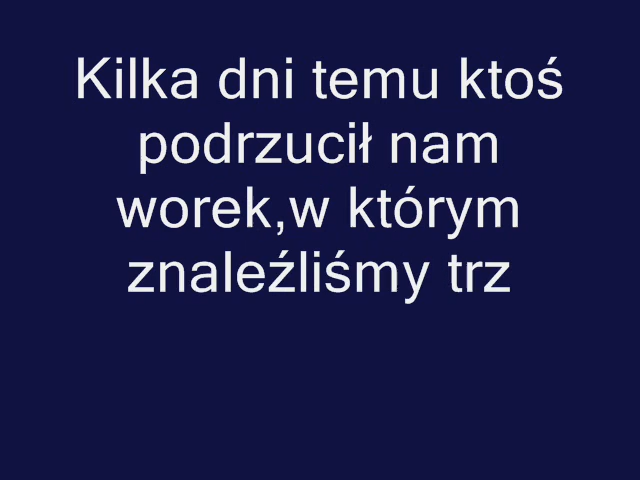 Kilka dni temu ktoś
podrzucił nam
worek,w którym
znaleźliśmy trz